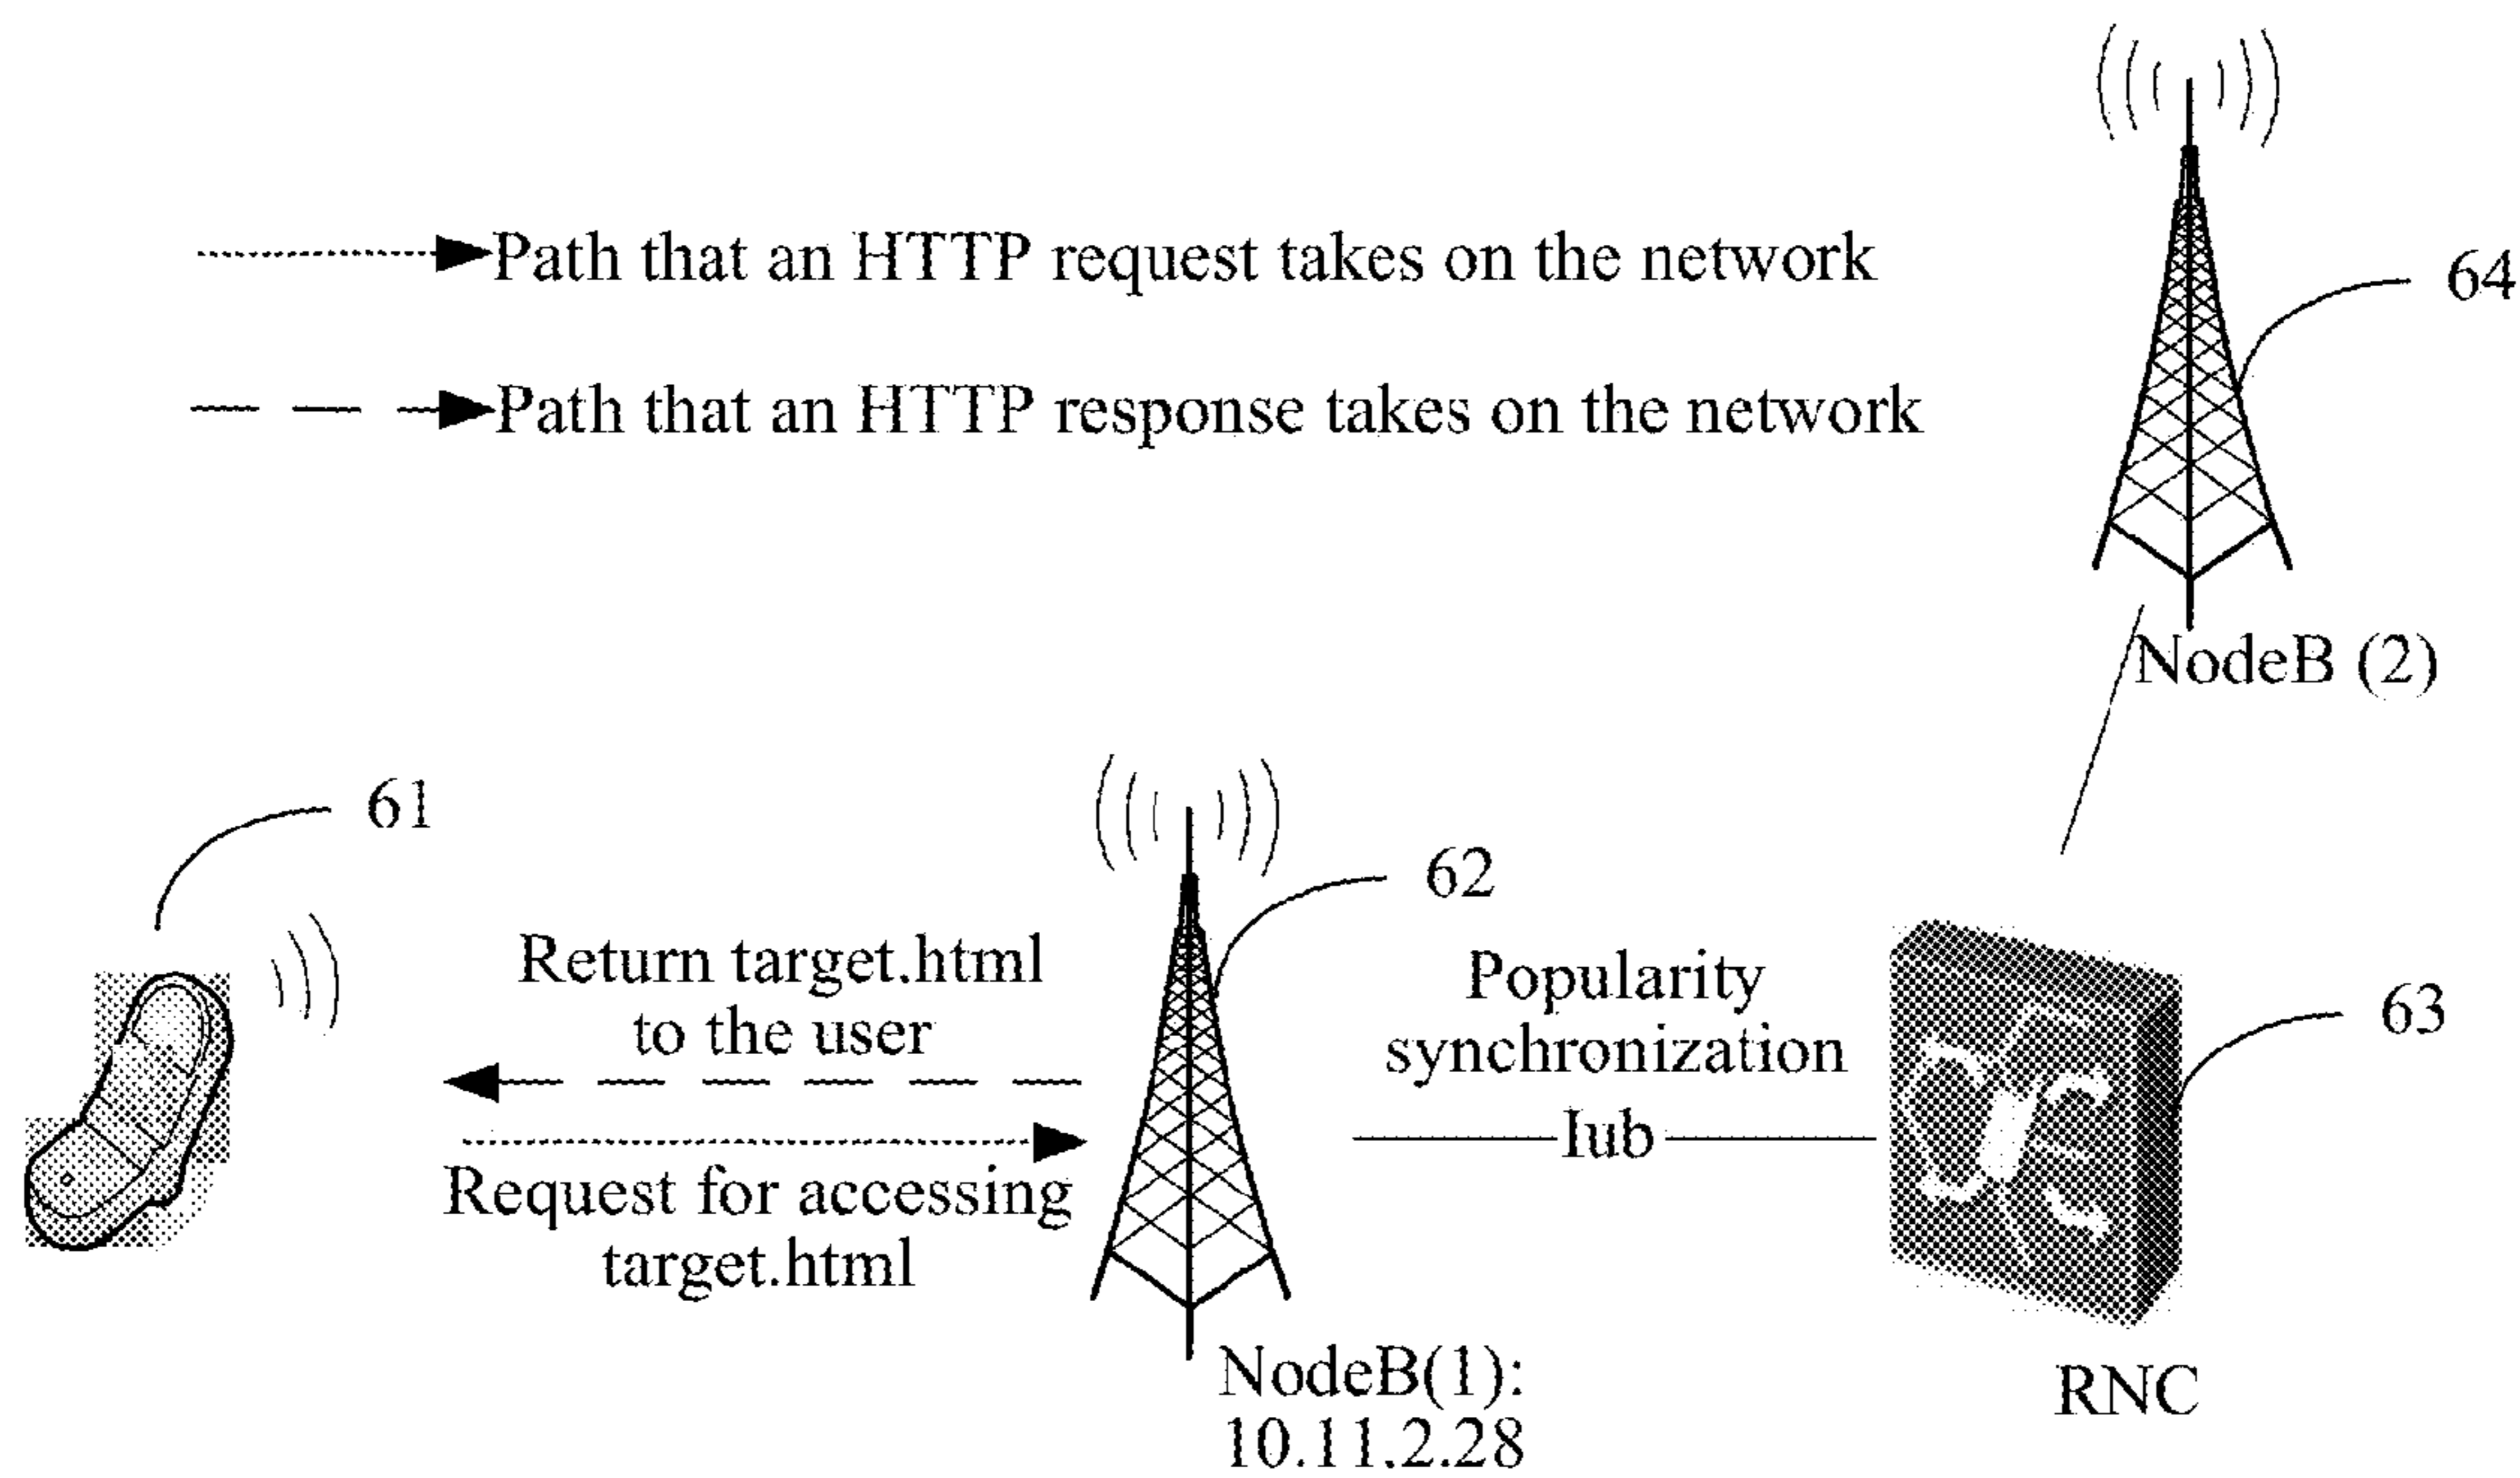 Path that an HTTP request takes on the network
64
Path that an HTTP response takes on the network
NodeB (2)
61
62
Return target.html
to the user
Request for accessing
target.html
Popularity
synchronization
Iub
63
NodeB(1):
10.11.2.28
RNC